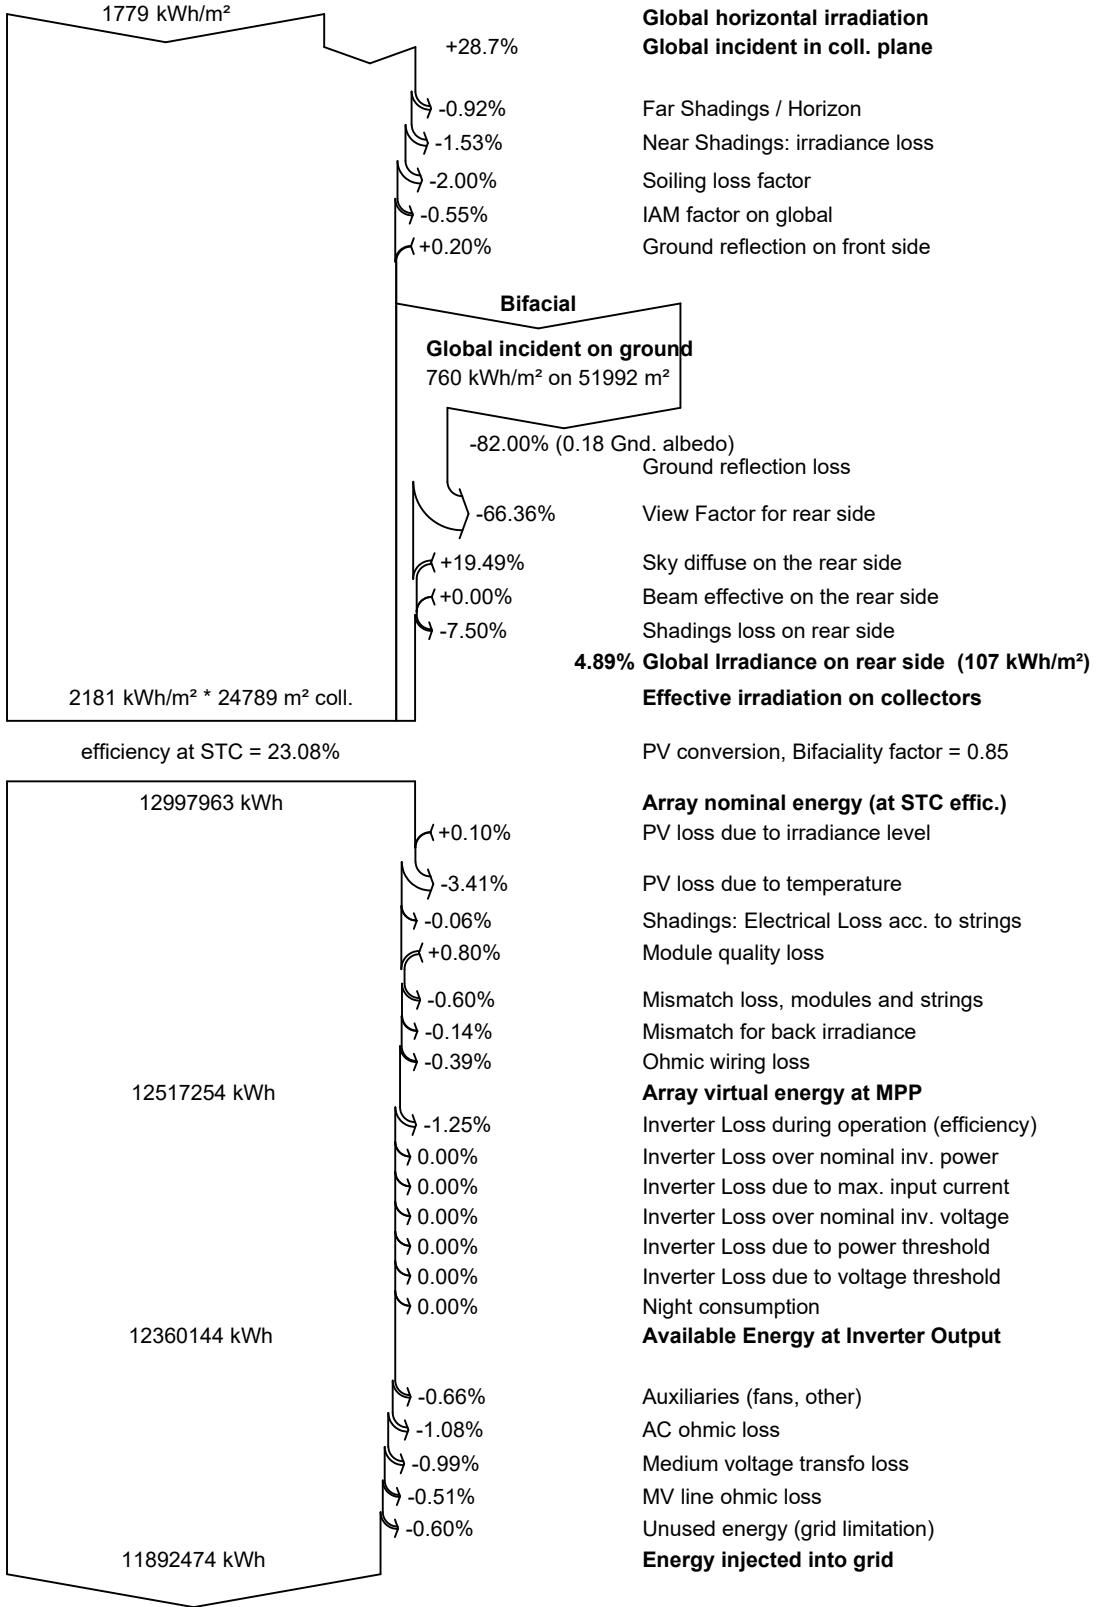 1779 kWh/m² Global horizontal irradiation
+28.7% Global incident in coll. plane
-0.92% Far Shadings / Horizon
-1.53% Near Shadings: irradiance loss
-2.00% Soiling loss factor
-0.55% IAM factor on global
+0.20% Ground reflection on front side
Bifacial
Global incident on ground
760 kWh/m² on 51992 m²
-82.00% (0.18 Gnd. albedo)
Ground reflection loss
-66.36% View Factor for rear side
+19.49% Sky diffuse on the rear side
+0.00% Beam effective on the rear side
-7.50% Shadings loss on rear side
4.89% Global Irradiance on rear side (107 kWh/m²)
2181 kWh/m² * 24789 m² coll. Effective irradiation on collectors
efficiency at STC = 23.08% PV conversion, Bifaciality factor = 0.85
12997963 kWh Array nominal energy (at STC effic.)
+0.10% PV loss due to irradiance level
-3.41% PV loss due to temperature
-0.06% Shadings: Electrical Loss acc. to strings
+0.80% Module quality loss
-0.60% Mismatch loss, modules and strings
-0.14% Mismatch for back irradiance
-0.39% Ohmic wiring loss
12517254 kWh Array virtual energy at MPP
-1.25% Inverter Loss during operation (efficiency)
0.00% Inverter Loss over nominal inv. power
0.00% Inverter Loss due to max. input current
0.00% Inverter Loss over nominal inv. voltage
0.00% Inverter Loss due to power threshold
0.00% Inverter Loss due to voltage threshold
0.00% Night consumption
12360144 kWh Available Energy at Inverter Output
-0.66% Auxiliaries (fans, other)
-1.08% AC ohmic loss
-0.99% Medium voltage transfo loss
-0.51% MV line ohmic loss
-0.60% Unused energy (grid limitation)
11892474 kWh Energy injected into grid